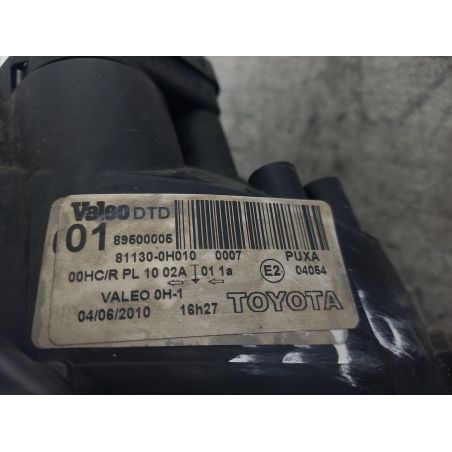 Valeo DTD
01 89500005
81130-0H010 0007 PUXA
00HC/R PL 10 02A 01 1a E2 04054
VALEO 0H-1
04/06/2010 16h27 TOYOTA